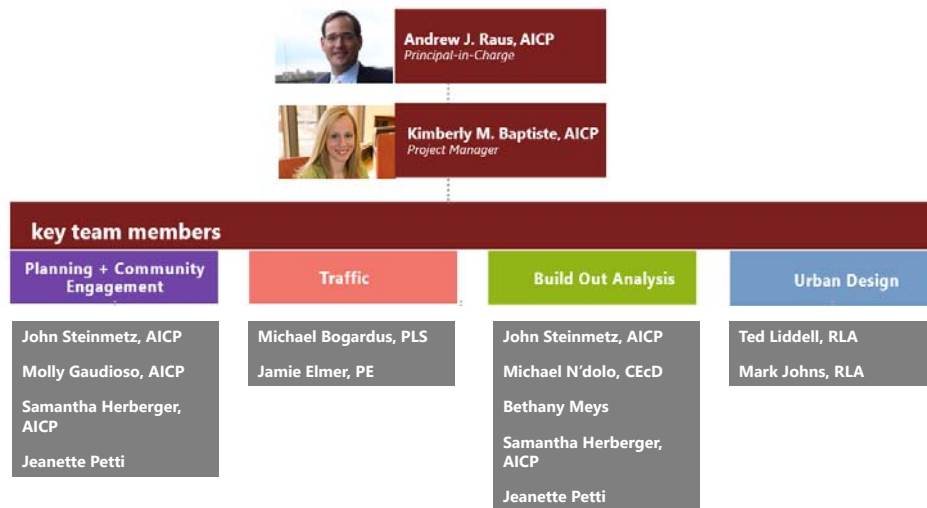 Andrew J. Raus, AICP
Principal-in-Charge
Kimberly M. Baptiste, AICP
Project Manager
key team members
Planning + Community
Engagement
John Steinmetz, AICP
Molly Gaudioso, AICP
Samantha Herberger,
AICP
Jeanette Petti
Traffic
Michael Bogardus, PLS
Jamie Elmer, PE
Build Out Analysis
John Steinmetz, AICP
Michael N’dolo, CEcD
Bethany Meys
Samantha Herberger,
AICP
Jeanette Petti
Urban Design
Ted Liddell, RLA
Mark Johns, RLA